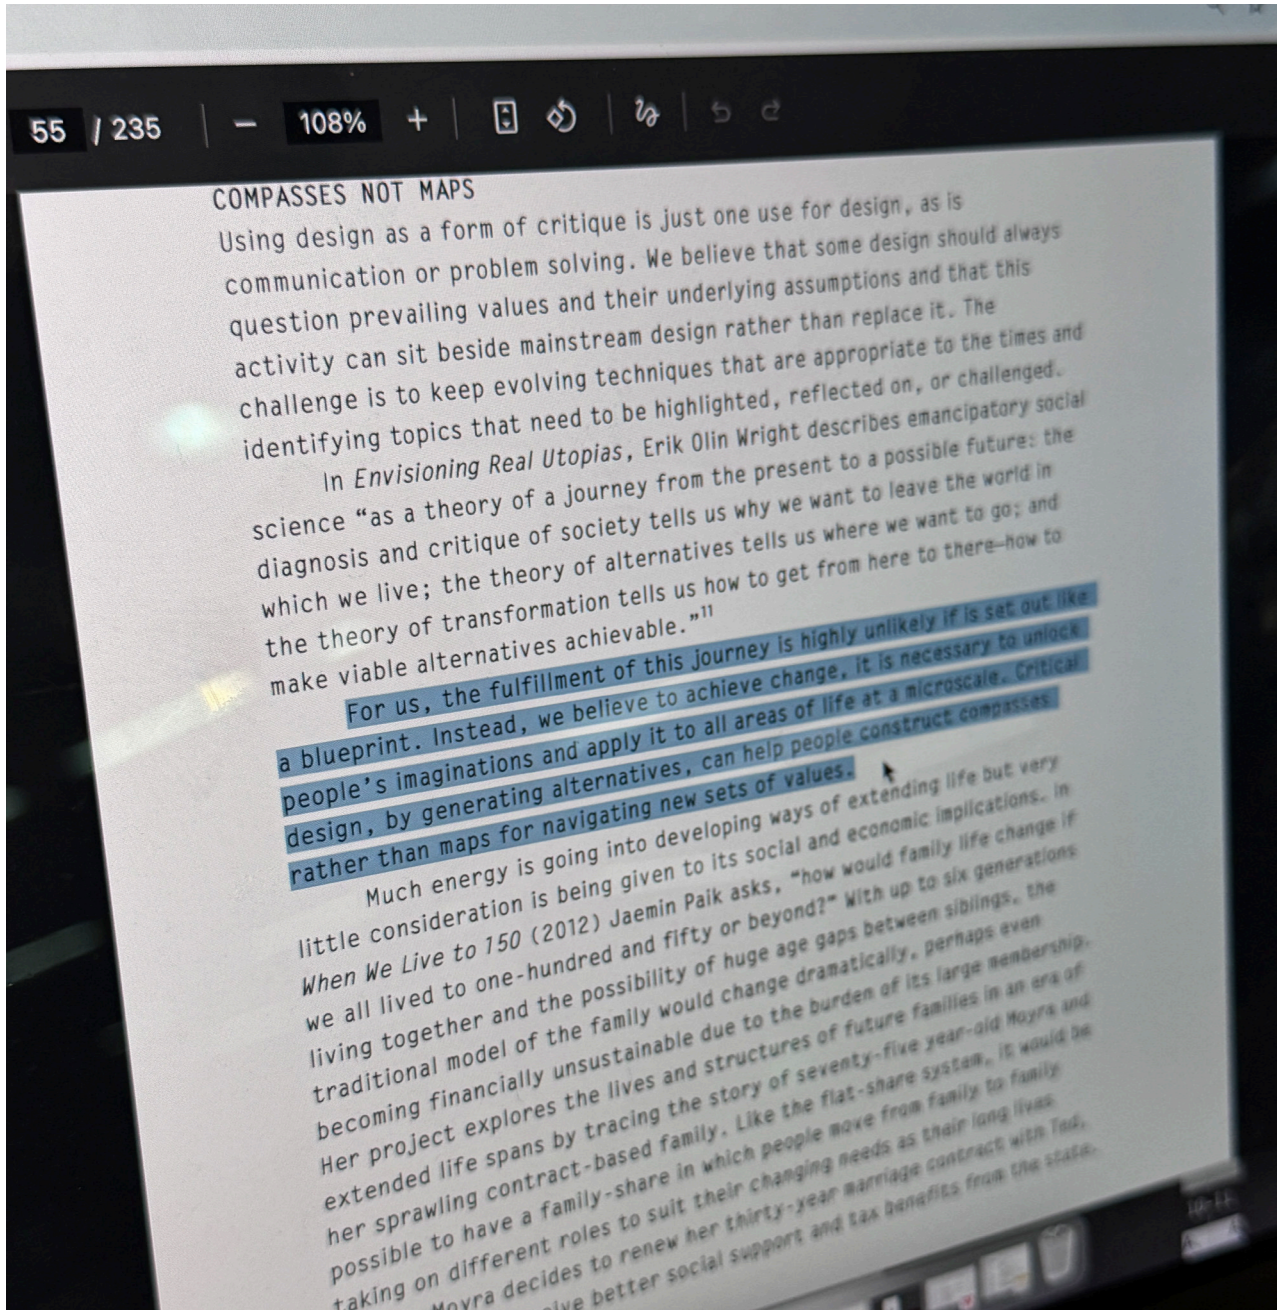 55 / 235
108%
COMPASSES NOT MAPS
Using design as a form of critique is just one use for design, as is
communication or problem solving. We believe that some design should always
question prevailing values and their underlying assumptions and that this
activity can sit beside mainstream design rather than replace it. The
challenge is to keep evolving techniques that are appropriate to the times and
identifying topics that need to be highlighted, reflected on, or challenged.
In Envisioning Real Utopias, Erik Olin Wright describes emancipatory social
science “as a theory of a journey from the present to a possible future: the
diagnosis and critique of society tells us why we want to leave the world in
which we live; the theory of alternatives tells us where we want to go; and
the theory of transformation tells us how to get from here to there—how to
make viable alternatives achievable.”11
For us, the fulfillment of this journey is highly unlikely if is set out like
a blueprint. Instead, we believe to achieve change, it is necessary to unlock
people’s imaginations and apply it to all areas of life at a microscale. Critical
design, by generating alternatives, can help people construct compasses
rather than maps for navigating new sets of values.
Much energy is going into developing ways of extending life but very
little consideration is being given to its social and economic implications. In
When We Live to 150 (2012) Jaemin Paik asks, “how would family life change if
we all lived to one-hundred and fifty or beyond?” With up to six generations
living together and the possibility of huge age gaps between siblings, the
traditional model of the family would change dramatically, perhaps even
becoming financially unsustainable due to the burden of its large membership.
Her project explores the lives and structures of future families in an era of
extended life spans by tracing the story of seventy-five year-old Moyra and
her sprawling contract-based family. Like the flat-share system, it would be
possible to have a family-share in which people move from family to family
taking on different roles to suit their changing needs as their long lives
Moyra decides to renew her thirty-year marriage contract with Ted,
better social support and tax benefits from the state.